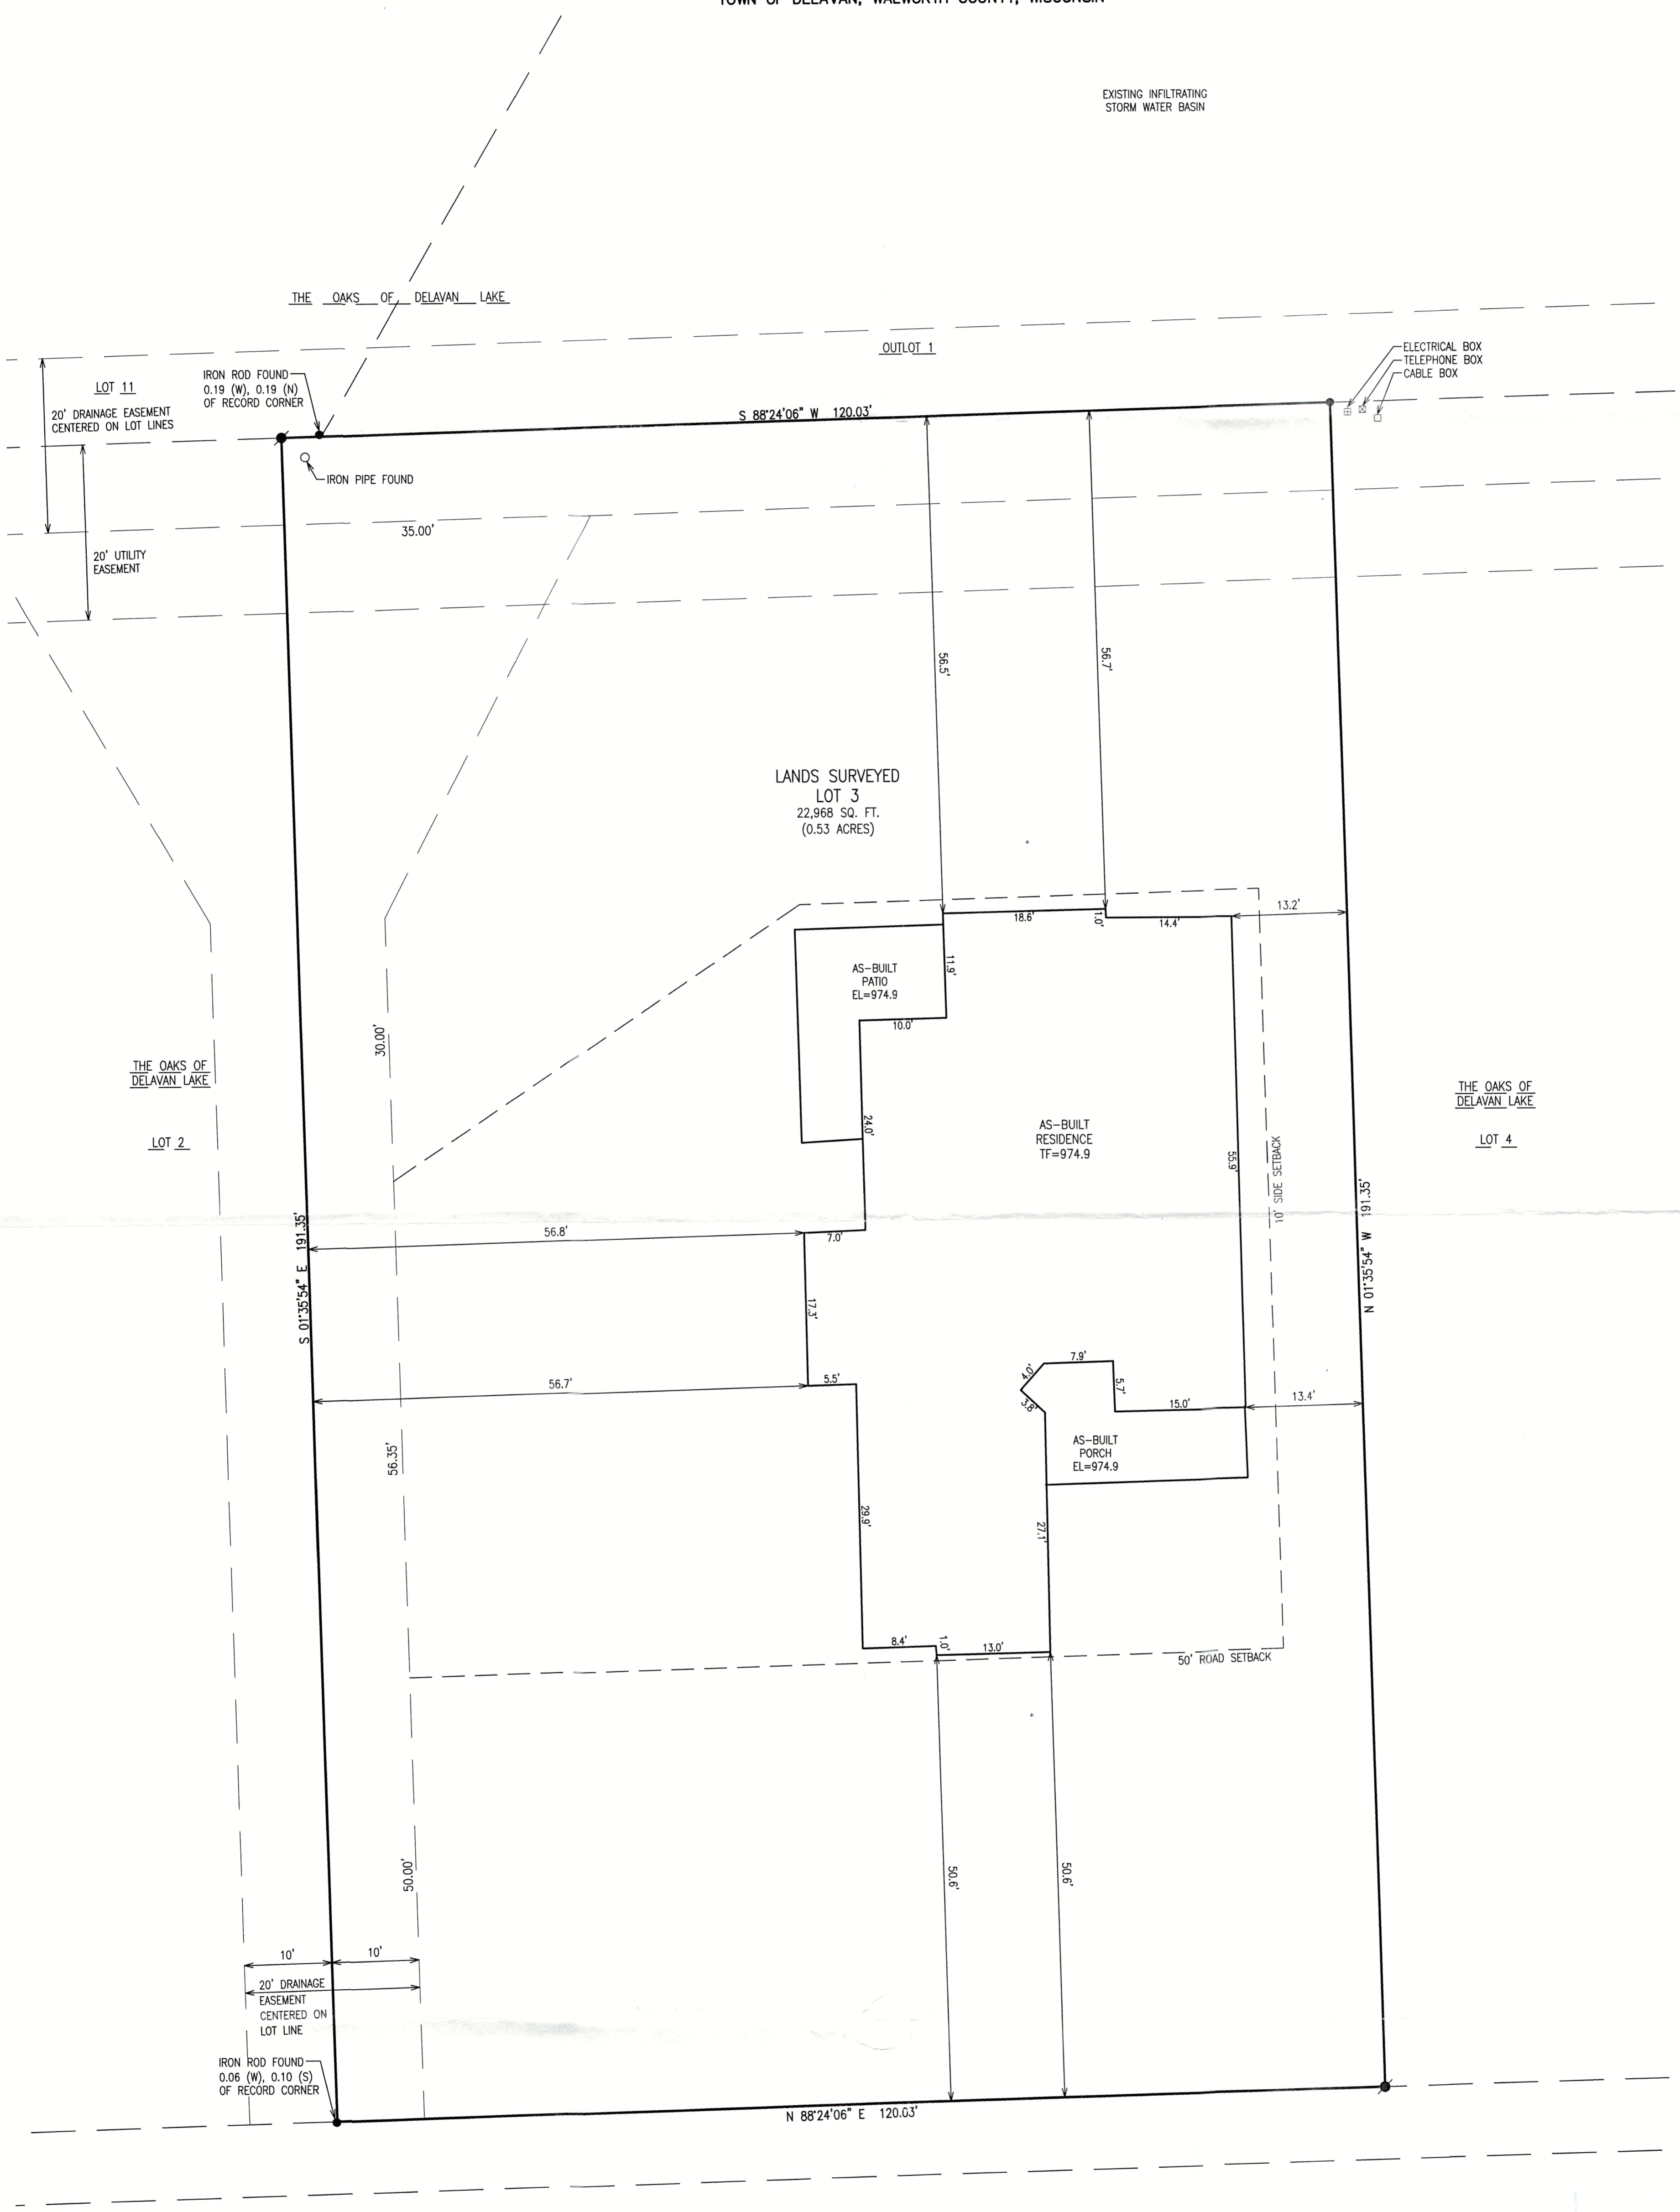 TOWN OF DELAVAN, WALWORTH COUNTY, WISCONSIN
EXISTING INFILTRATING
STORM WATER BASIN
THE OAKS OF DELAVAN LAKE
OUTLOT 1
ELECTRICAL BOX
TELEPHONE BOX
CABLE BOX
LOT 11
20' DRAINAGE EASEMENT
CENTERED ON LOT LINES
IRON ROD FOUND
0.19 (W), 0.19 (N)
OF RECORD CORNER
S 88°24'06" W 120.03'
IRON PIPE FOUND
35.00'
20' UTILITY
EASEMENT
56.5'
56.7'
LANDS SURVEYED
LOT 3
22,968 SQ. FT.
(0.53 ACRES)
18.6'
1.0'
14.4'
13.2'
AS-BUILT
PATIO
EL=974.9
11.9'
10.0'
30.00'
THE OAKS OF
DELAVAN LAKE
LOT 2
24.0'
AS-BUILT
RESIDENCE
TF=974.9
55.9'
10' SIDE SETBACK
THE OAKS OF
DELAVAN LAKE
LOT 4
S 01°35'54" E 191.35'
N 01°35'54" W 191.35'
56.8'
7.0'
17.3'
56.7'
5.5'
4.0'
7.9'
3.8'
5.7'
15.0'
13.4'
AS-BUILT
PORCH
EL=974.9
56.35'
29.9'
27.1'
8.4'
1.0'
13.0'
50' ROAD SETBACK
50.00'
50.6'
50.6'
10'
10'
20' DRAINAGE
EASEMENT
CENTERED ON
LOT LINE
IRON ROD FOUND
0.06 (W), 0.10 (S)
OF RECORD CORNER
N 88°24'06" E 120.03'